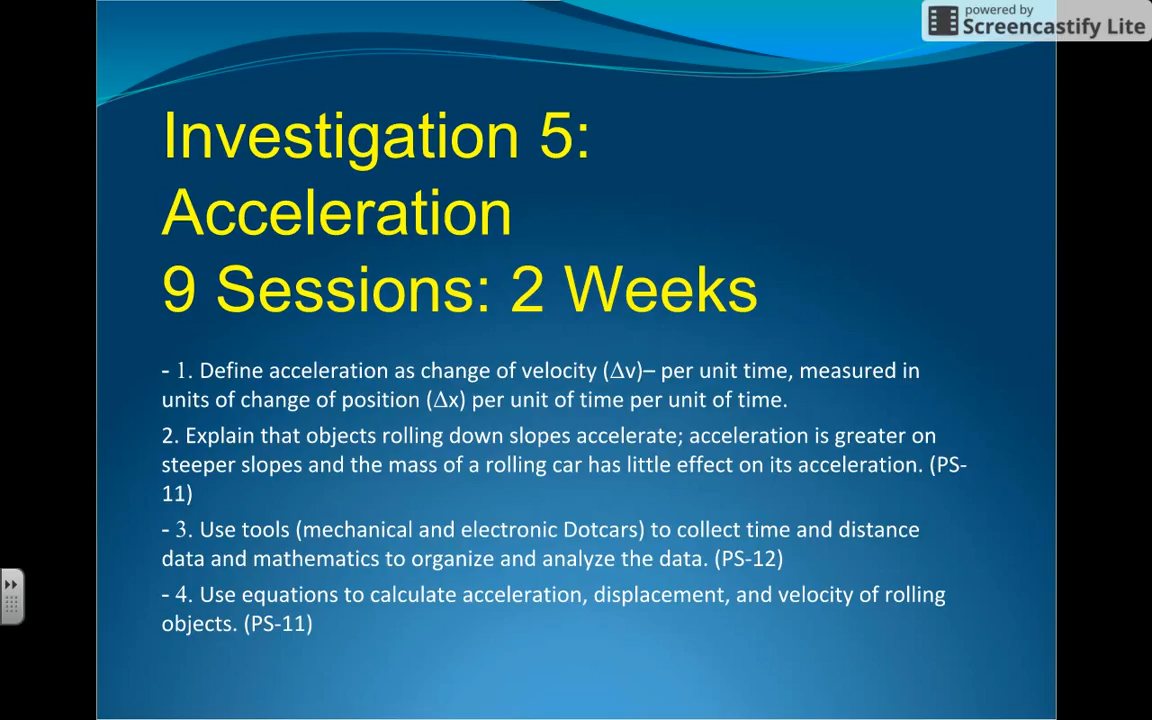 powered by
Screencastify Lite
Investigation 5:
Acceleration
9 Sessions: 2 Weeks
- 1. Define acceleration as change of velocity (Δv)– per unit time, measured in
units of change of position (Δx) per unit of time per unit of time.
2. Explain that objects rolling down slopes accelerate; acceleration is greater on
steeper slopes and the mass of a rolling car has little effect on its acceleration. (PS-
11)
- 3. Use tools (mechanical and electronic Dotcars) to collect time and distance
data and mathematics to organize and analyze the data. (PS-12)
- 4. Use equations to calculate acceleration, displacement, and velocity of rolling
objects. (PS-11)